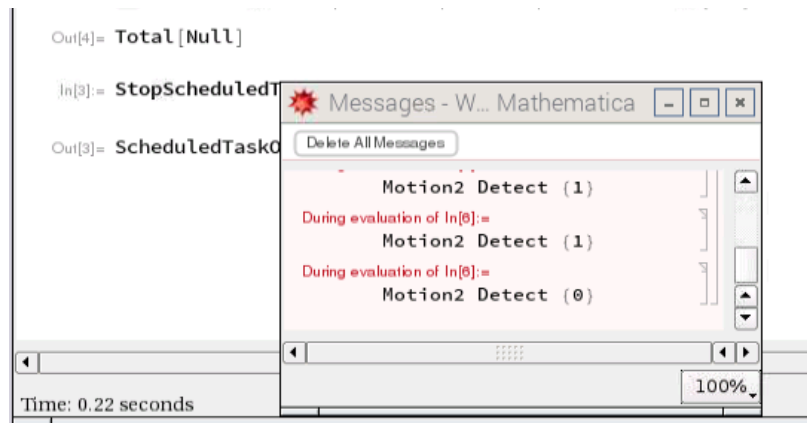 Out[4]= Total[Null]
In[3]:= StopScheduledT
Out[3]= ScheduledTaskO
Messages - W... Mathematica
Delete All Messages
Motion2 Detect {1}
During evaluation of In[6]:=
Motion2 Detect {1}
During evaluation of In[6]:=
Motion2 Detect {0}
100%
Time: 0.22 seconds